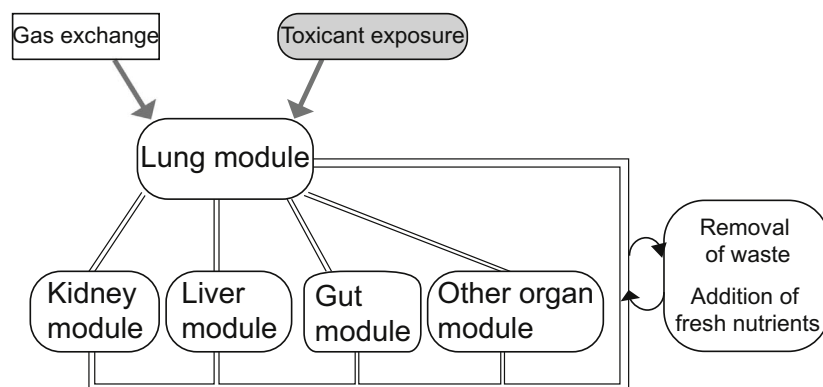 Gas exchange
Toxicant exposure
Lung module
Kidney
module
Liver
module
Gut
module
Other organ
module
Removal
of waste
Addition of
fresh nutrients